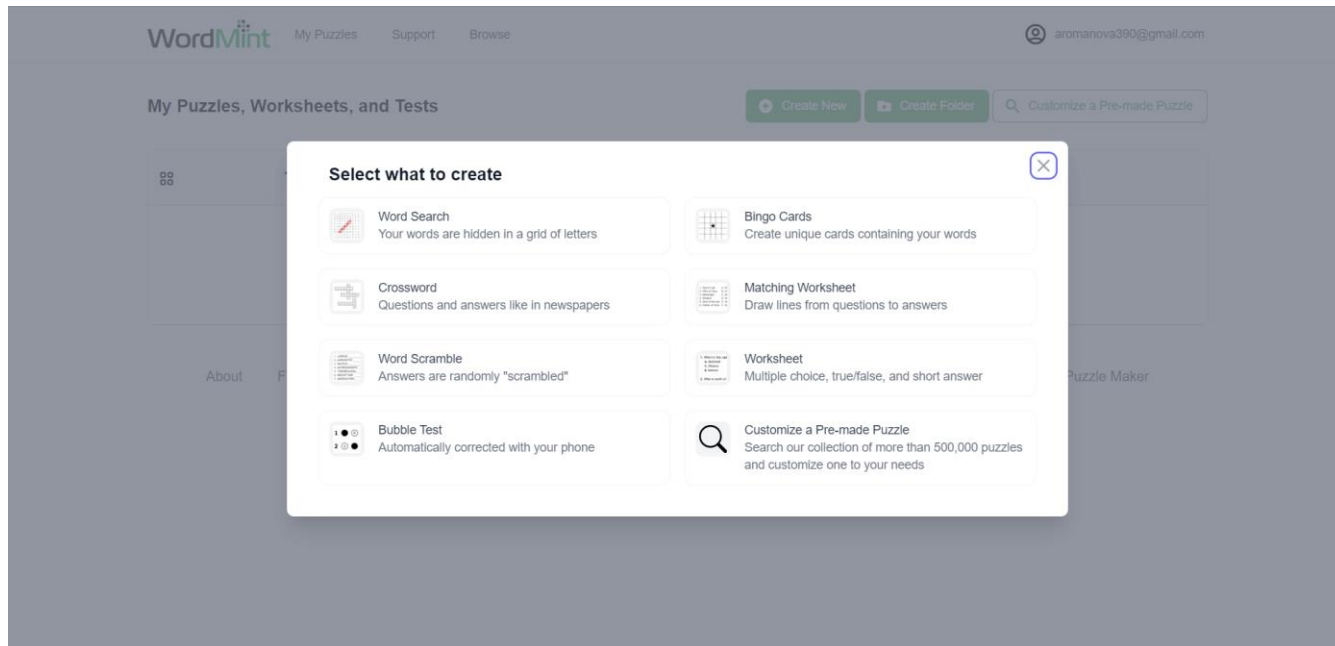 WordMint My Puzzles Support Browse aromanova390@gmail.com
My Puzzles, Worksheets, and Tests Create New Create Folder Customize a Pre-made Puzzle
Select what to create
Word Search
Your words are hidden in a grid of letters
Bingo Cards
Create unique cards containing your words
Crossword
Questions and answers like in newspapers
Matching Worksheet
Draw lines from questions to answers
Word Scramble
Answers are randomly "scrambled"
Worksheet
Multiple choice, true/false, and short answer
Bubble Test
Automatically corrected with your phone
Customize a Pre-made Puzzle
Search our collection of more than 500,000 puzzles
and customize one to your needs
About Puzzle Maker